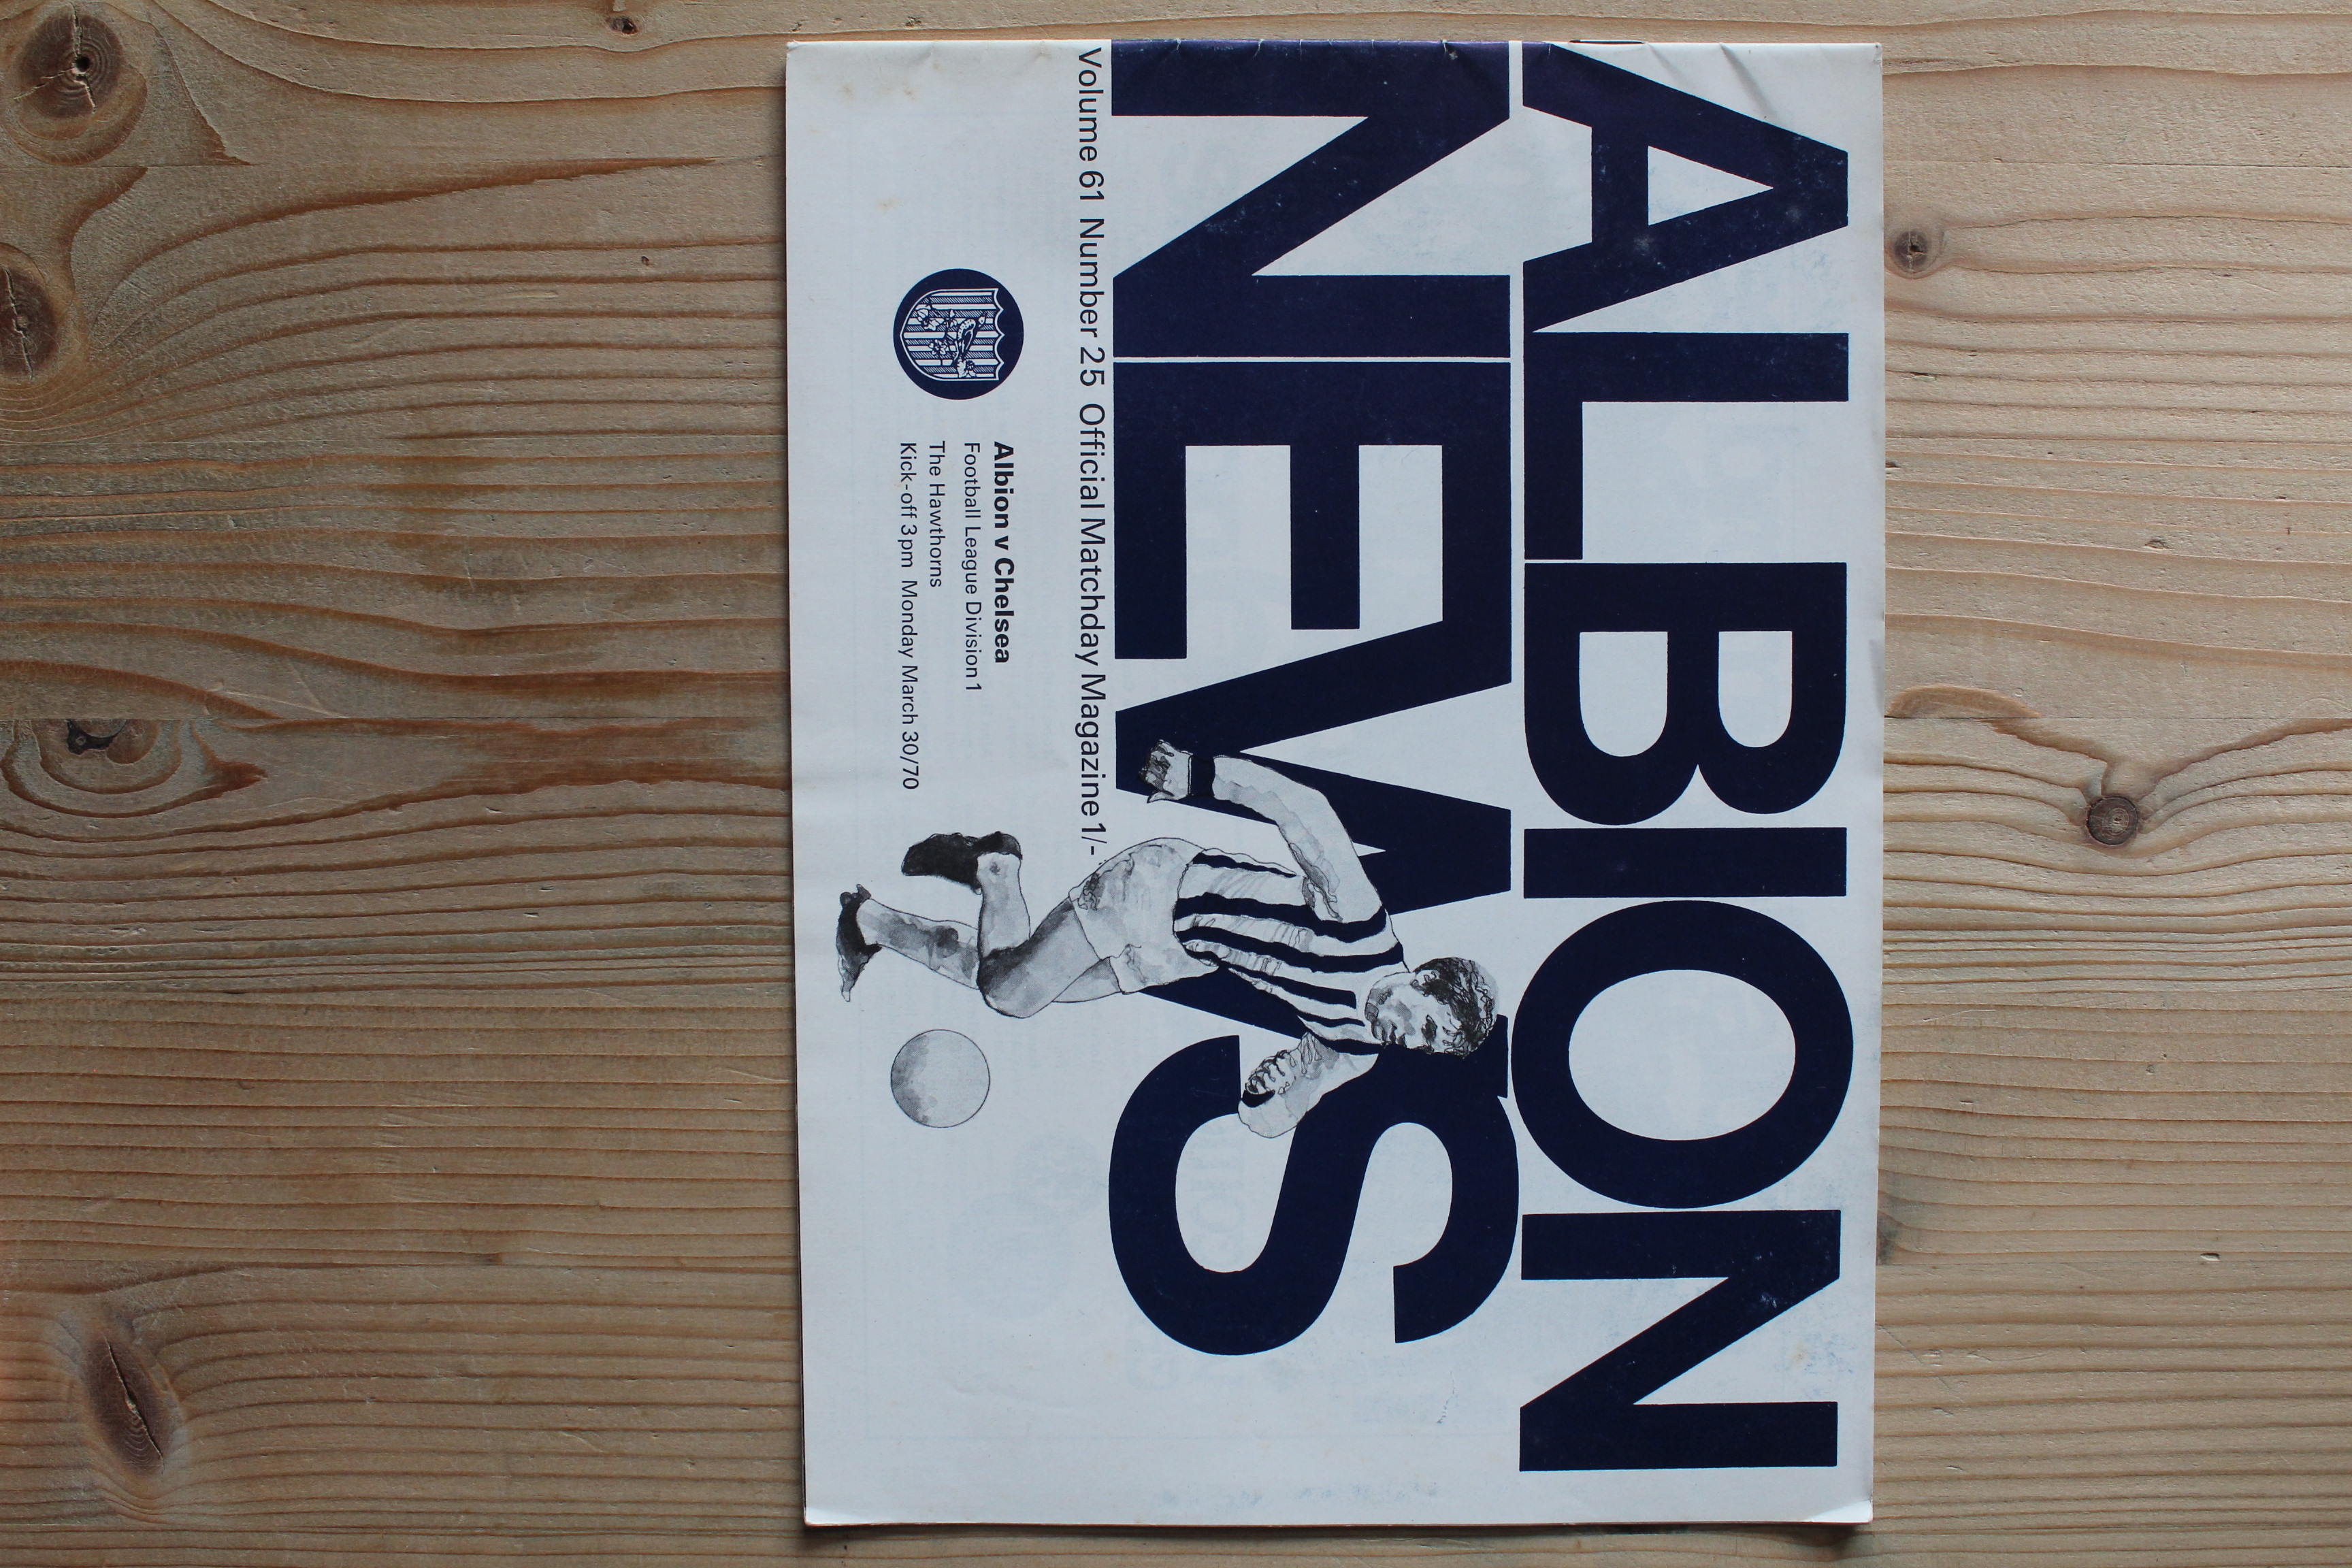 ALBION
NEWS
Volume 61 Number 25 Official Matchday Magazine 1/-
Albion v Chelsea
Football League Division 1
The Hawthorns
Kick-off 3pm Monday March 30/70